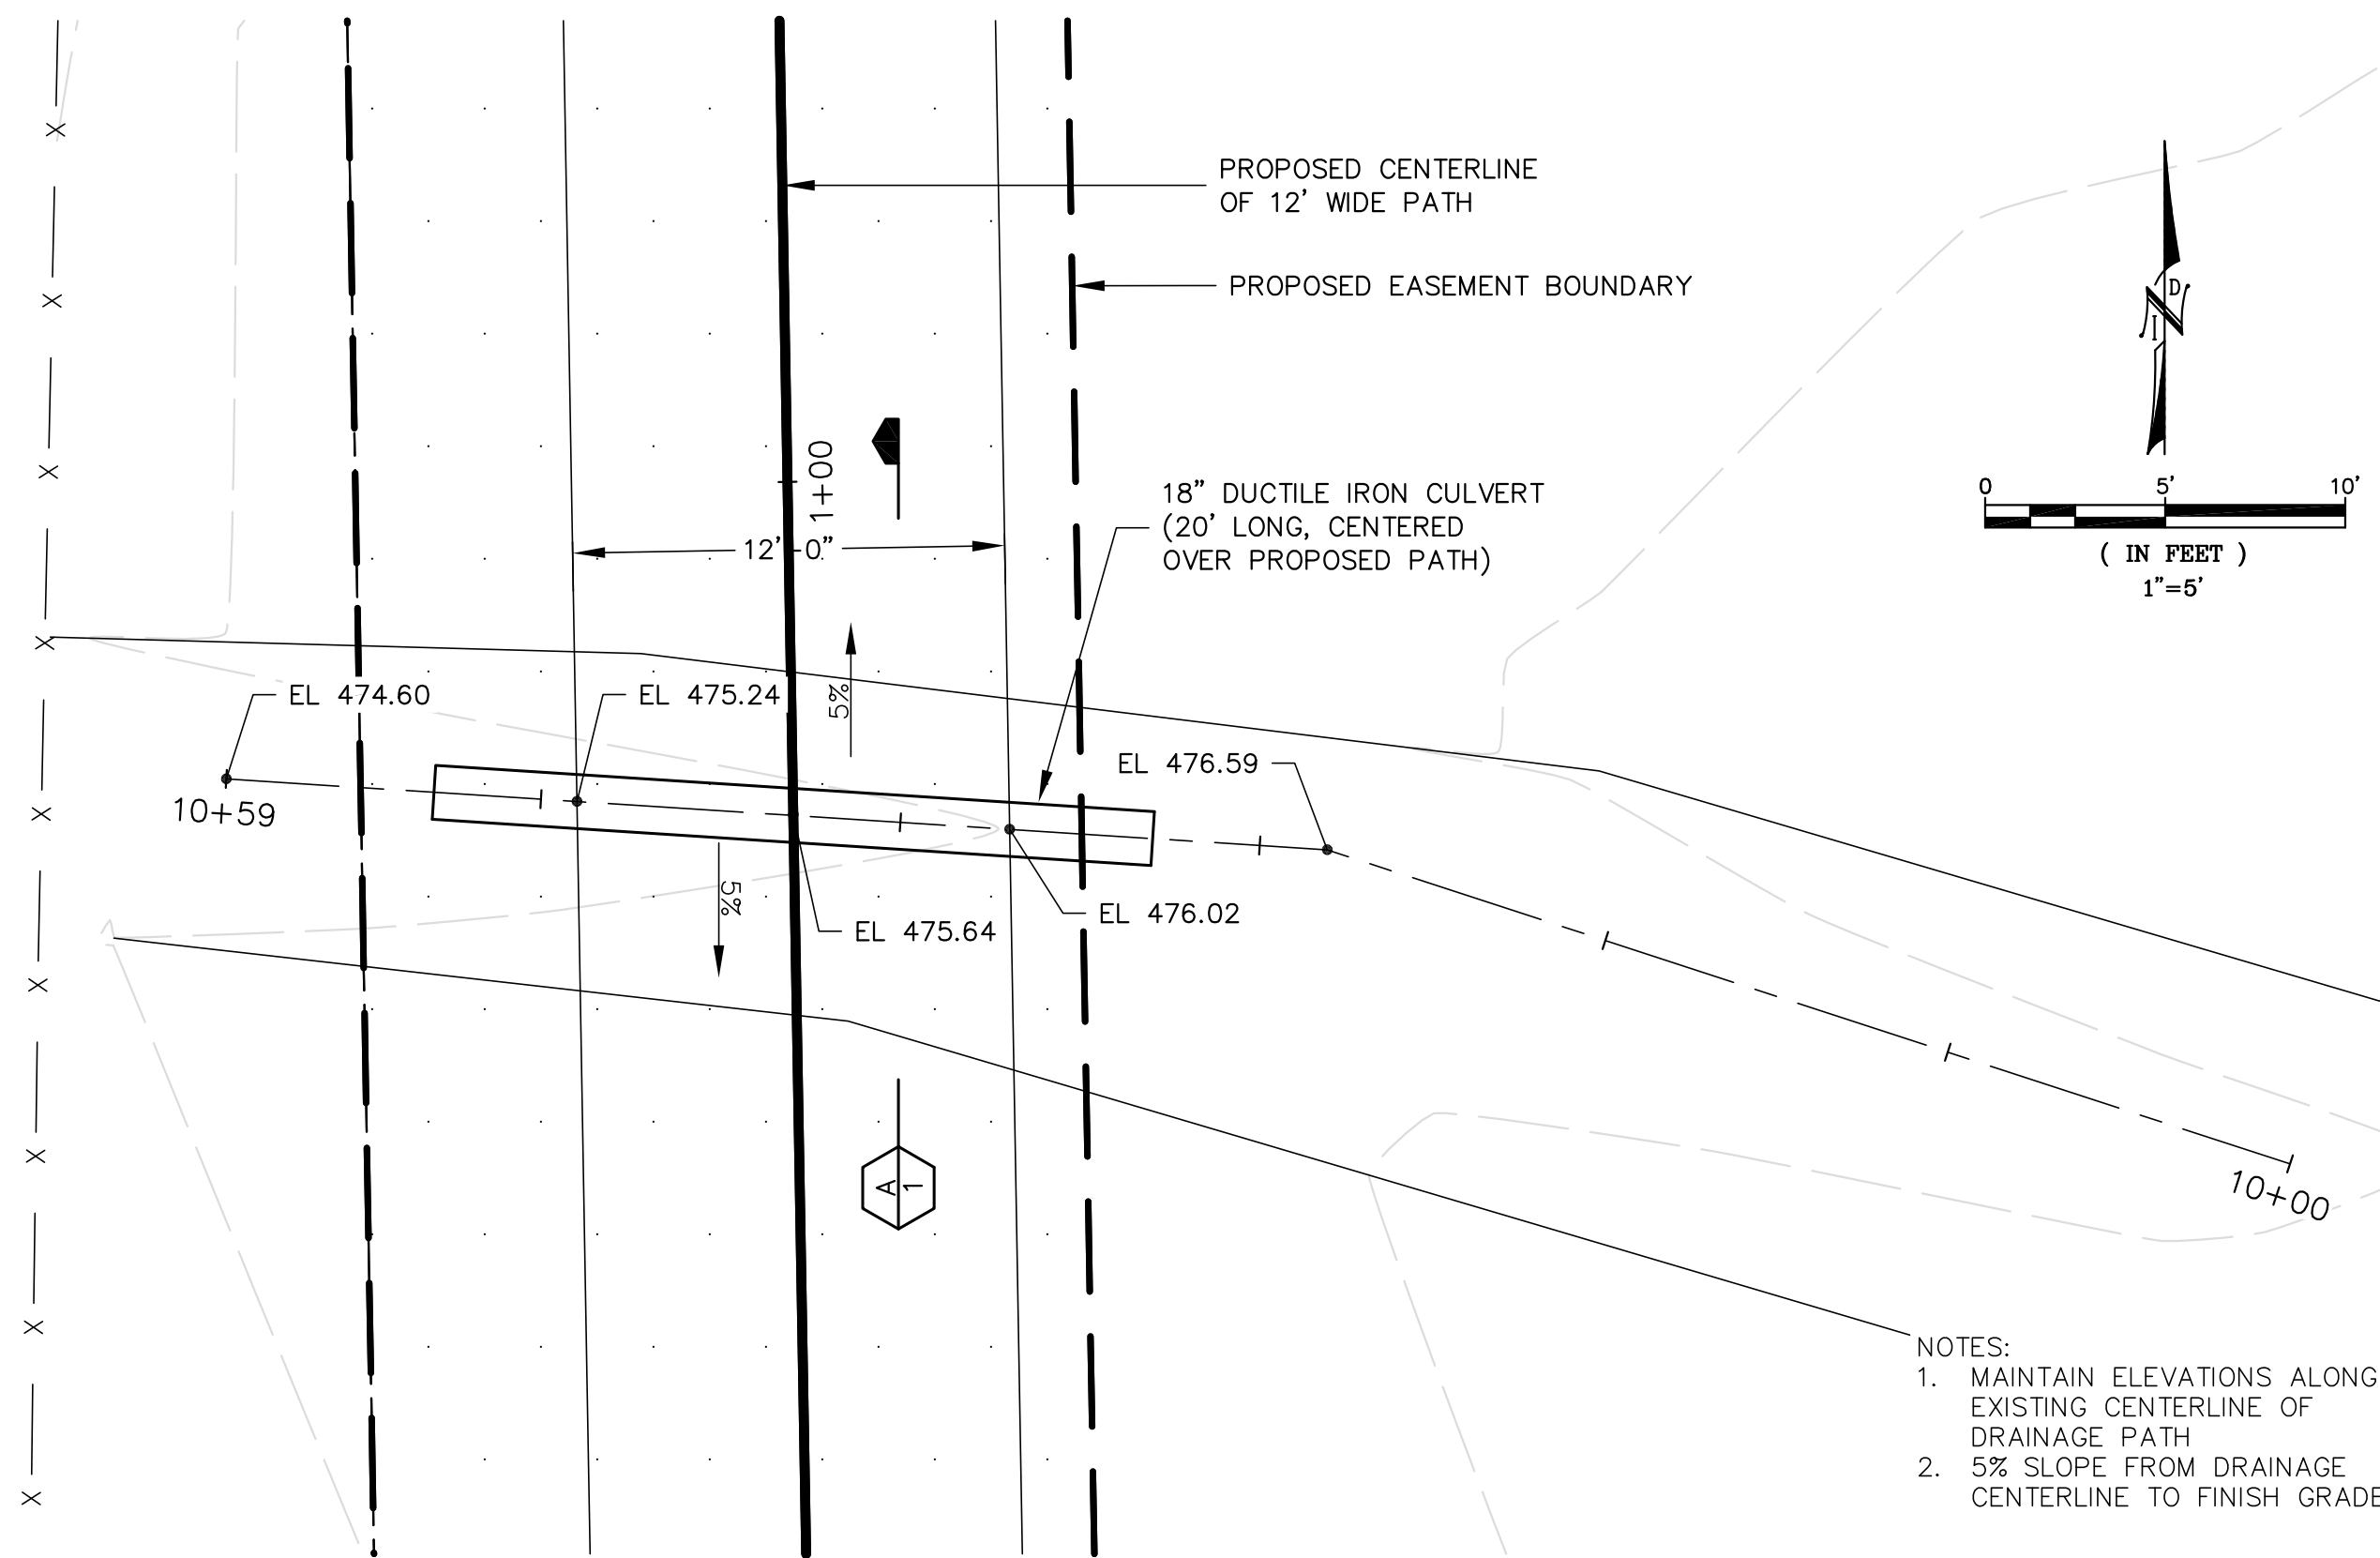 PROPOSED CENTERLINE
OF 12' WIDE PATH
PROPOSED EASEMENT BOUNDARY
N
D
I
0 5' 10'
( IN FEET )
1"=5'
1+00
12'-0"
18" DUCTILE IRON CULVERT
(20' LONG, CENTERED
OVER PROPOSED PATH)
EL 474.60
EL 475.24
5%
EL 476.59
10+59
5%
EL 475.64
EL 476.02
A
1
10+00
NOTES:
1. MAINTAIN ELEVATIONS ALONG
EXISTING CENTERLINE OF
DRAINAGE PATH
2. 5% SLOPE FROM DRAINAGE
CENTERLINE TO FINISH GRADE
X
X
X
X
X
X
X
X
X